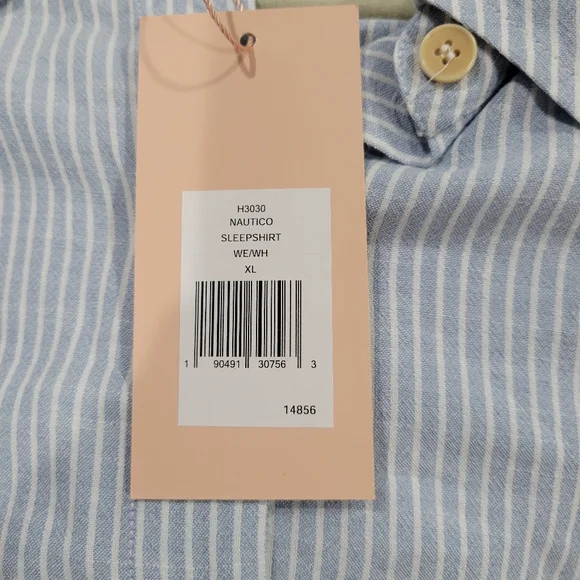 H3030
NAUTICO
SLEEPSHIRT
WE/WH
XL
1 90491 30756 3
14856